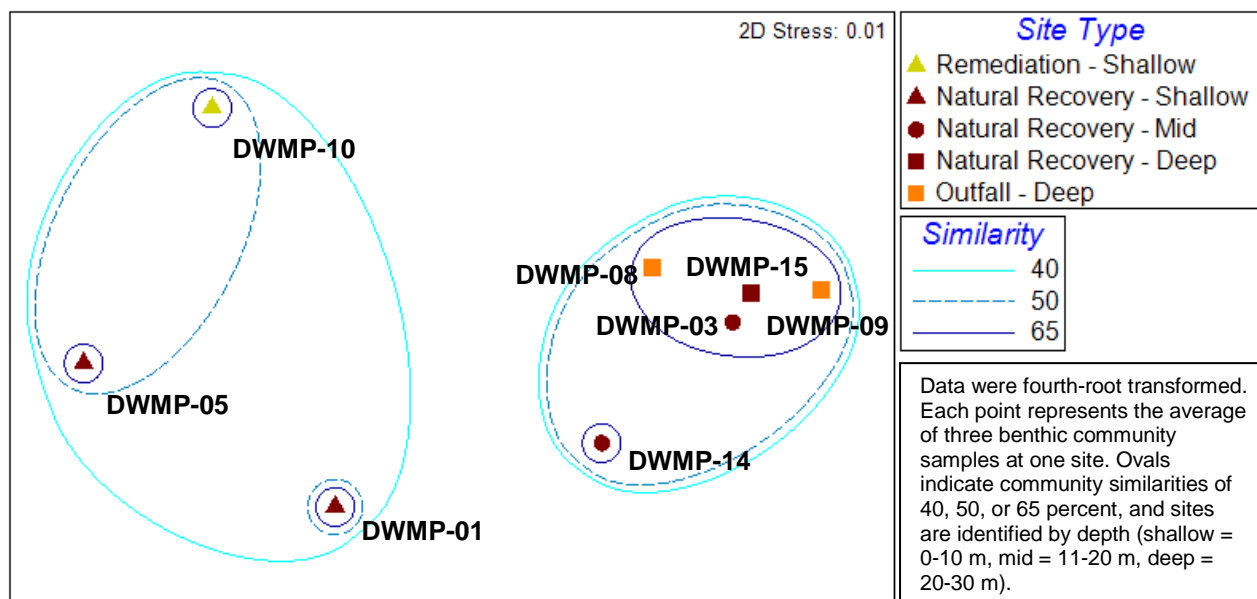 2D Stress: 0.01
DWMP-10
DWMP-05
DWMP-01
DWMP-08
DWMP-15
DWMP-03
DWMP-09
DWMP-14
Site Type
Remediation - Shallow
Natural Recovery - Shallow
Natural Recovery - Mid
Natural Recovery - Deep
Outfall - Deep
Similarity
40
50
65
Data were fourth-root transformed.
Each point represents the average
of three benthic community
samples at one site. Ovals
indicate community similarities of
40, 50, or 65 percent, and sites
are identified by depth (shallow =
0-10 m, mid = 11-20 m, deep =
20-30 m).